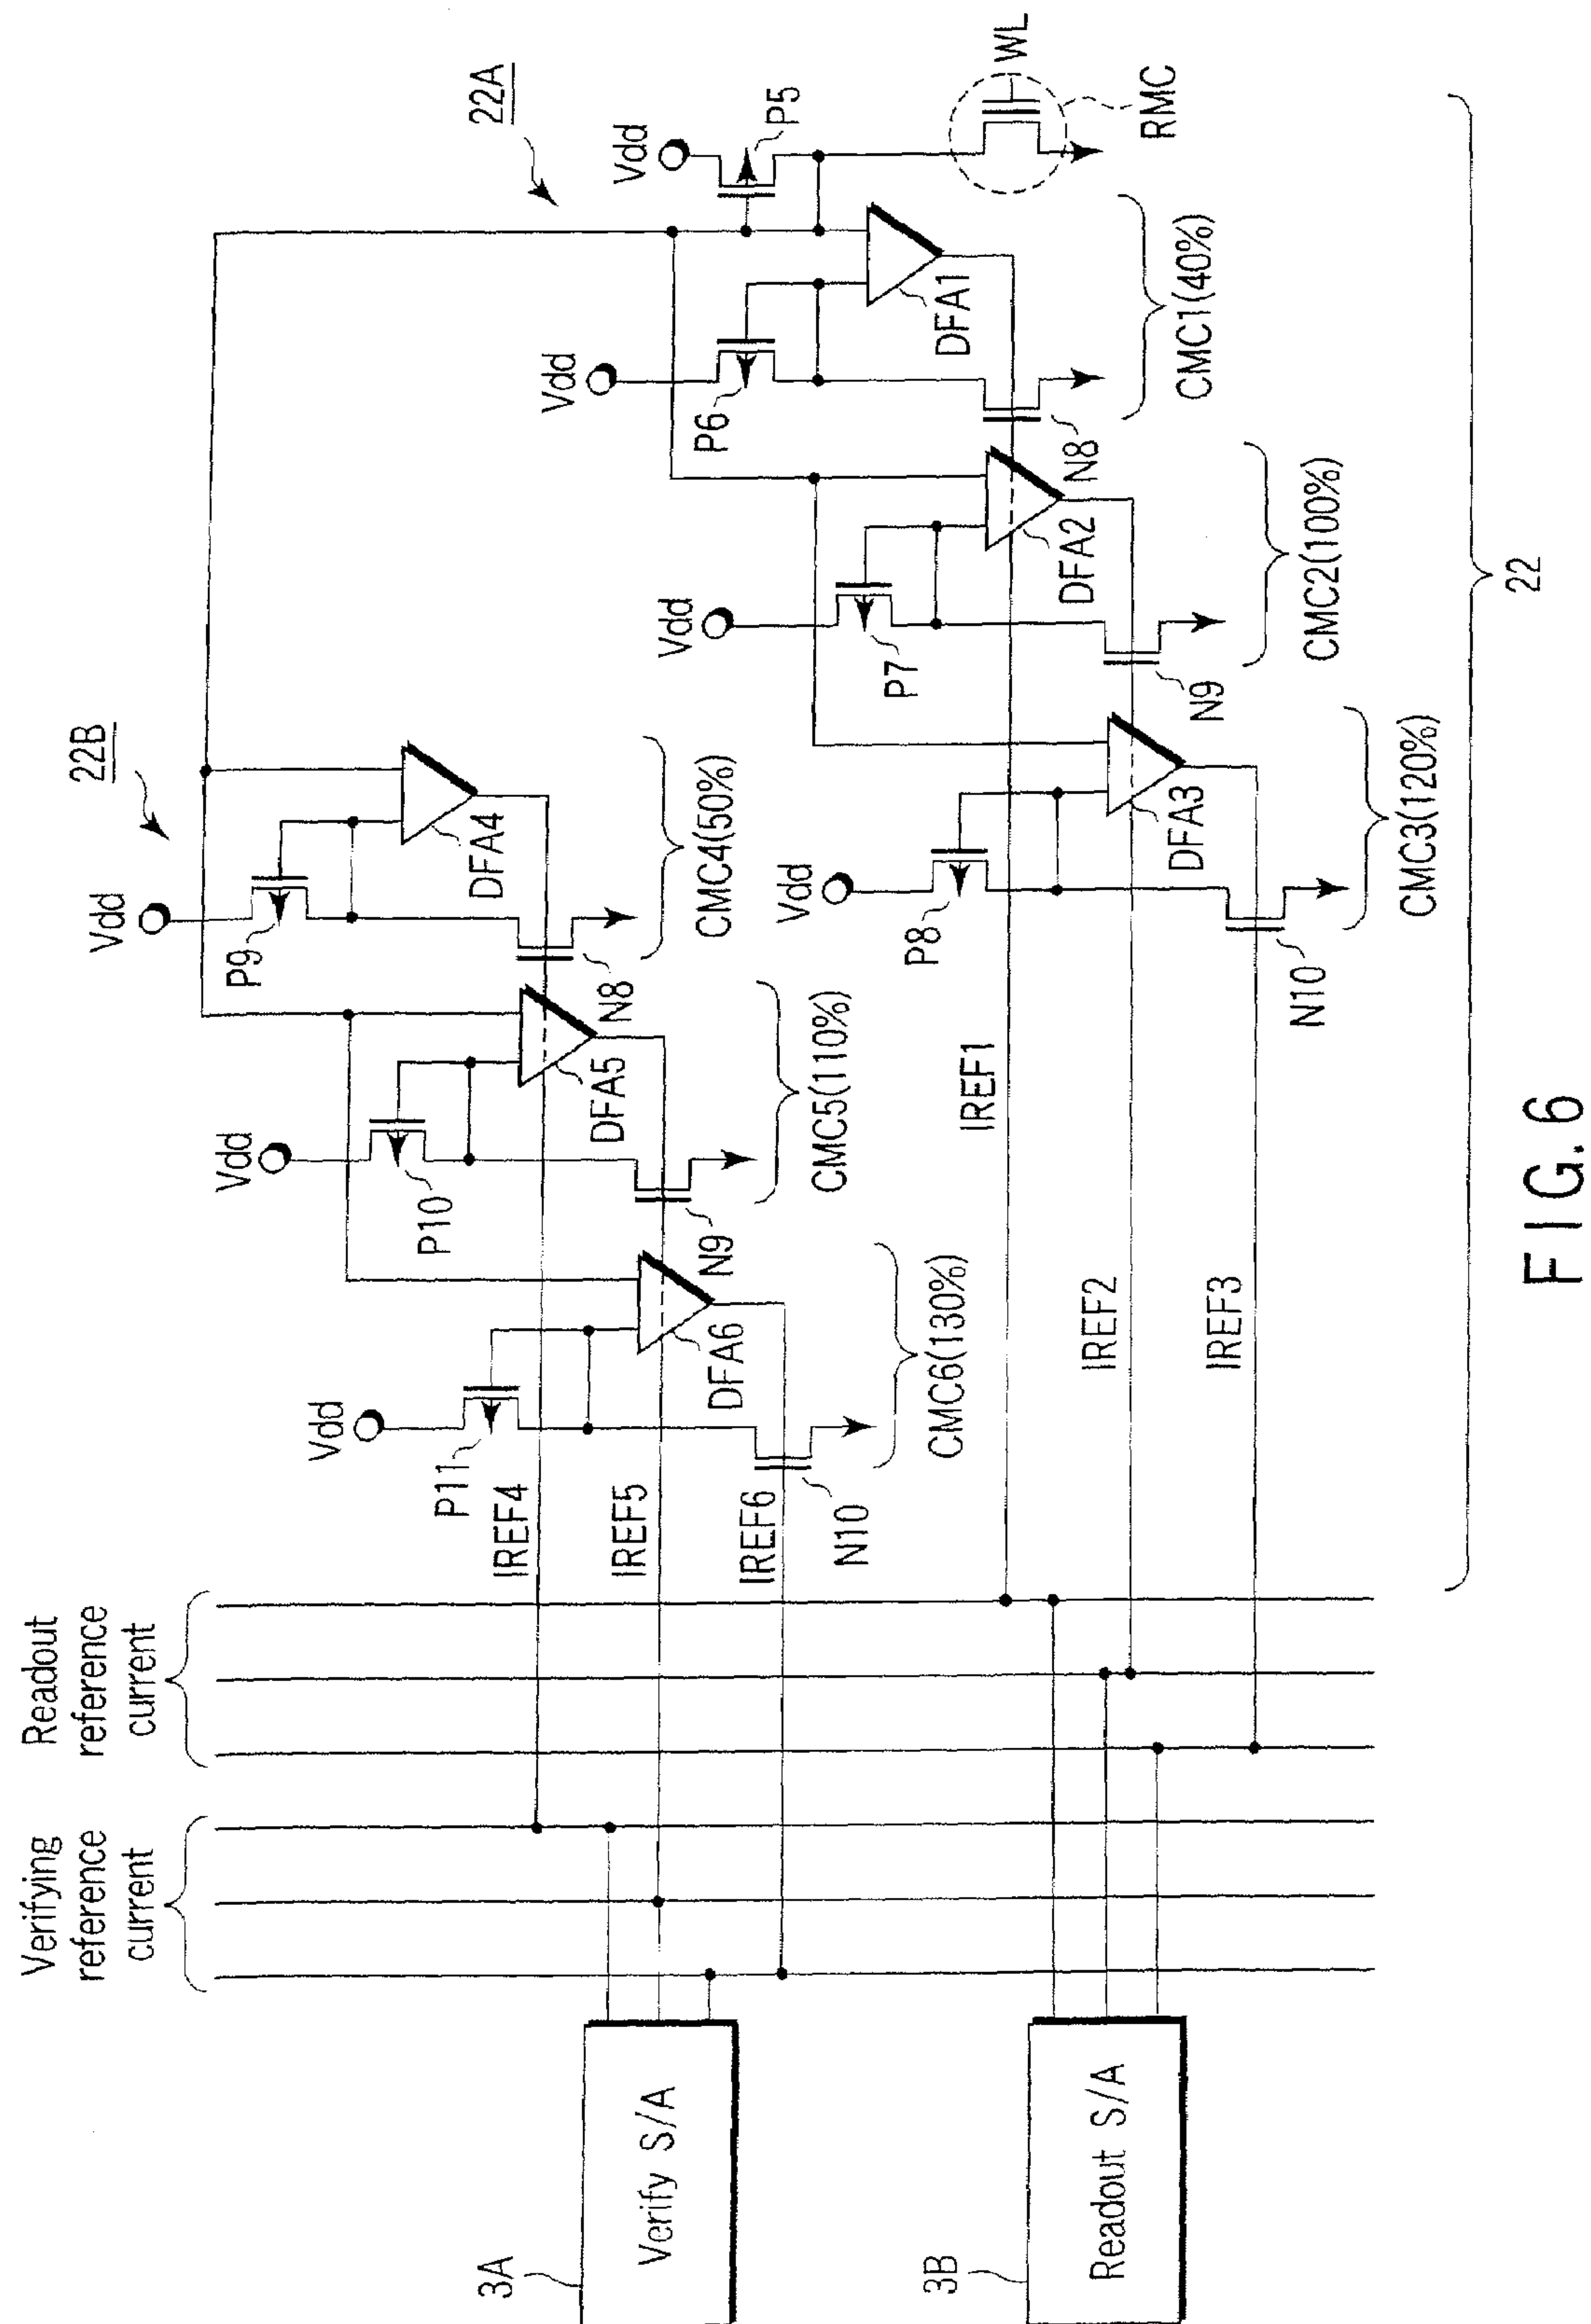 Verifying
reference
current
Readout
reference
current
22B
22A
Vdd
P9
DFA4
N8
CMC4(50%)
Vdd
P10
DFA5
N9
CMC5(110%)
Vdd
P11
DFA6
N10
CMC6(130%)
IREF4
IREF5
IREF6
Vdd
P5
WL
RMC
Vdd
P6
DFA1
N8
CMC1(40%)
Vdd
P7
DFA2
N9
CMC2(100%)
Vdd
P8
DFA3
N10
CMC3(120%)
IREF1
IREF2
IREF3
3A
Verify S/A
3B
Readout S/A
22
FIG. 6